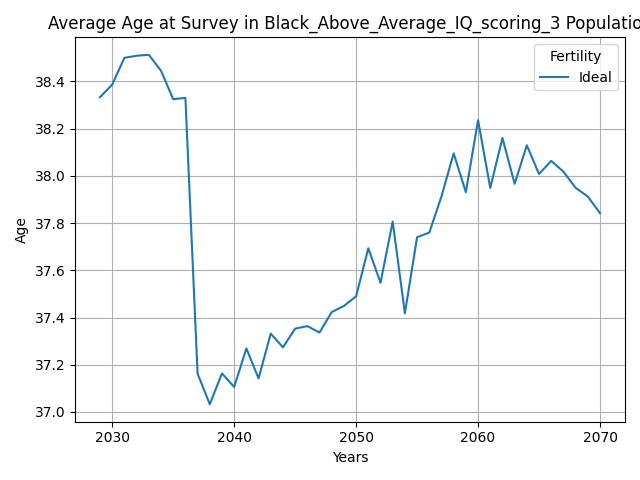 Average Age at Survey in Black_Above_Average_IQ_scoring_3 Populatio
Fertility
Ideal
38.4
38.2
38.0
37.8
37.6
37.4
37.2
37.0
Age
2030 2040 2050 2060 2070
Years